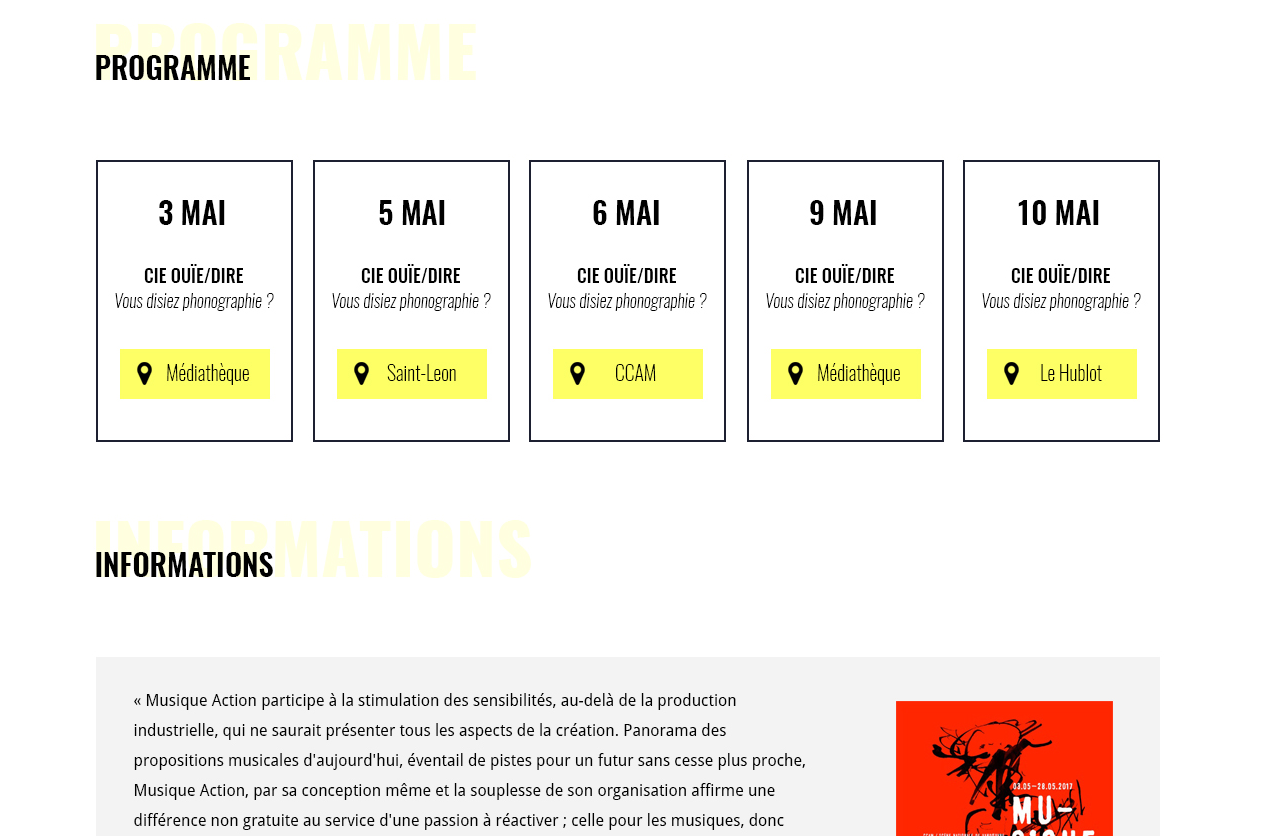 PROGRAMME
PROGRAMME
3 MAI
CIE OUÏE/DIRE
Vous disiez phonographie ?
Médiathèque
5 MAI
CIE OUÏE/DIRE
Vous disiez phonographie ?
Saint-Leon
6 MAI
CIE OUÏE/DIRE
Vous disiez phonographie ?
CCAM
9 MAI
CIE OUÏE/DIRE
Vous disiez phonographie ?
Médiathèque
10 MAI
CIE OUÏE/DIRE
Vous disiez phonographie ?
Le Hublot
INFORMATIONS
INFORMATIONS
« Musique Action participe à la stimulation des sensibilités, au-delà de la production
industrielle, qui ne saurait présenter tous les aspects de la création. Panorama des
propositions musicales d'aujourd'hui, éventail de pistes pour un futur sans cesse plus proche,
Musique Action, par sa conception même et la souplesse de son organisation affirme une
différence non gratuite au service d'une passion à réactiver ; celle pour les musiques, donc
03.05—28.05.2017
MU-